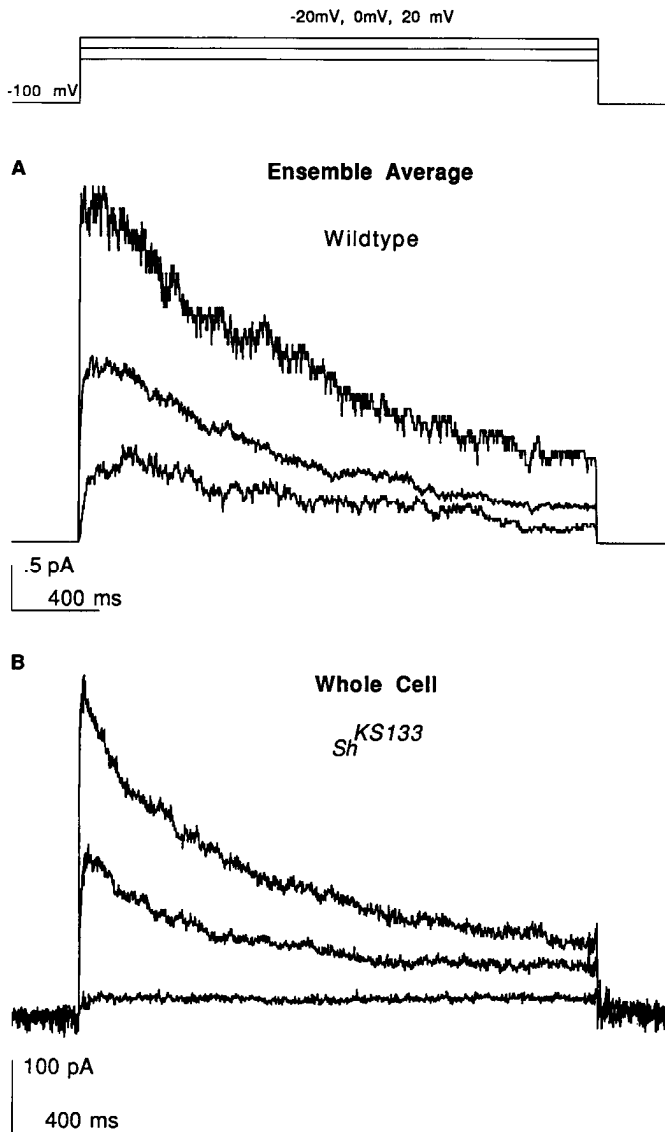 -20mV, 0mV, 20 mV
-100 mV
A
Ensemble Average
Wildtype
.5 pA
400 ms
B
Whole Cell
Sh^KS133
100 pA
400 ms